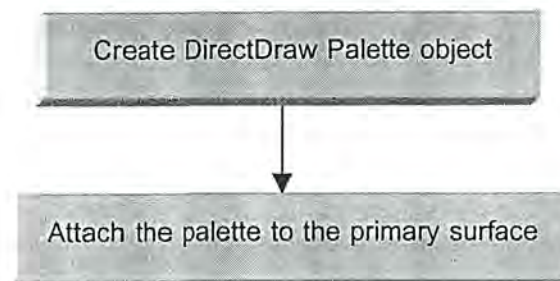 Create DirectDraw Palette object
Attach the palette to the primary surface